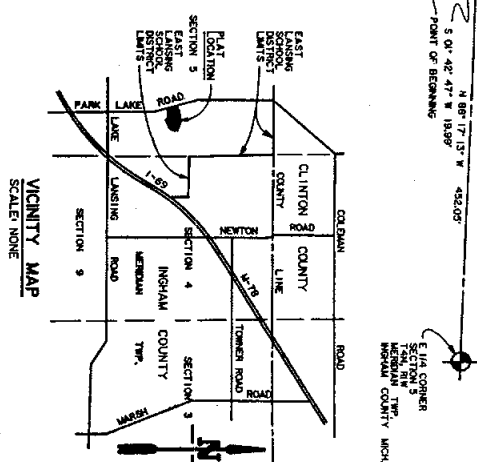 N 88° 17' 13" W 452.05'
S 01° 42' 47" W 19.99'
POINT OF BEGINNING
E 1/4 CORNER
SECTION 5
T4N, R1W
MERIDIAN TWP.
INGHAM COUNTY MICH.
EAST
LANSING
SCHOOL
DISTRICT
LIMITS
PLAT
LOCATION
SECTION 5
EAST
LANSING
SCHOOL
DISTRICT
LIMITS
CLINTON COUNTY
COUNTY LINE
COLEMAN ROAD
PARK LAKE ROAD
LAKE LANSING ROAD
I-69
M-78
NEWTON ROAD
TOWNER ROAD
SECTION 4
SECTION 3
SECTION 9
INGHAM COUNTY
MERIDIAN TWP.
MARSH ROAD
N
VICINITY MAP
SCALE: NONE